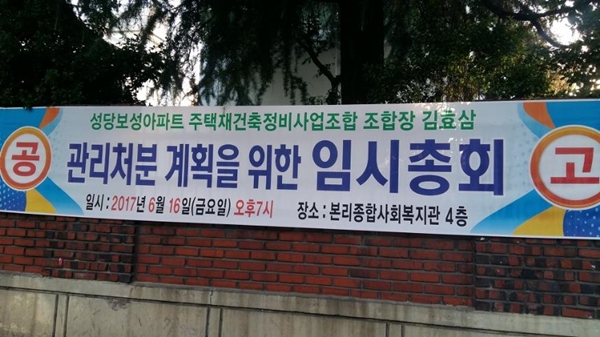 성당보성아파트 주택재건축정비사업조합 조합장 김효삼
공 관리처분 계획을 위한 임시총회 고
일시 : 2017년 6월 16일(금요일) 오후7시 장소 : 본리종합사회복지관 4층